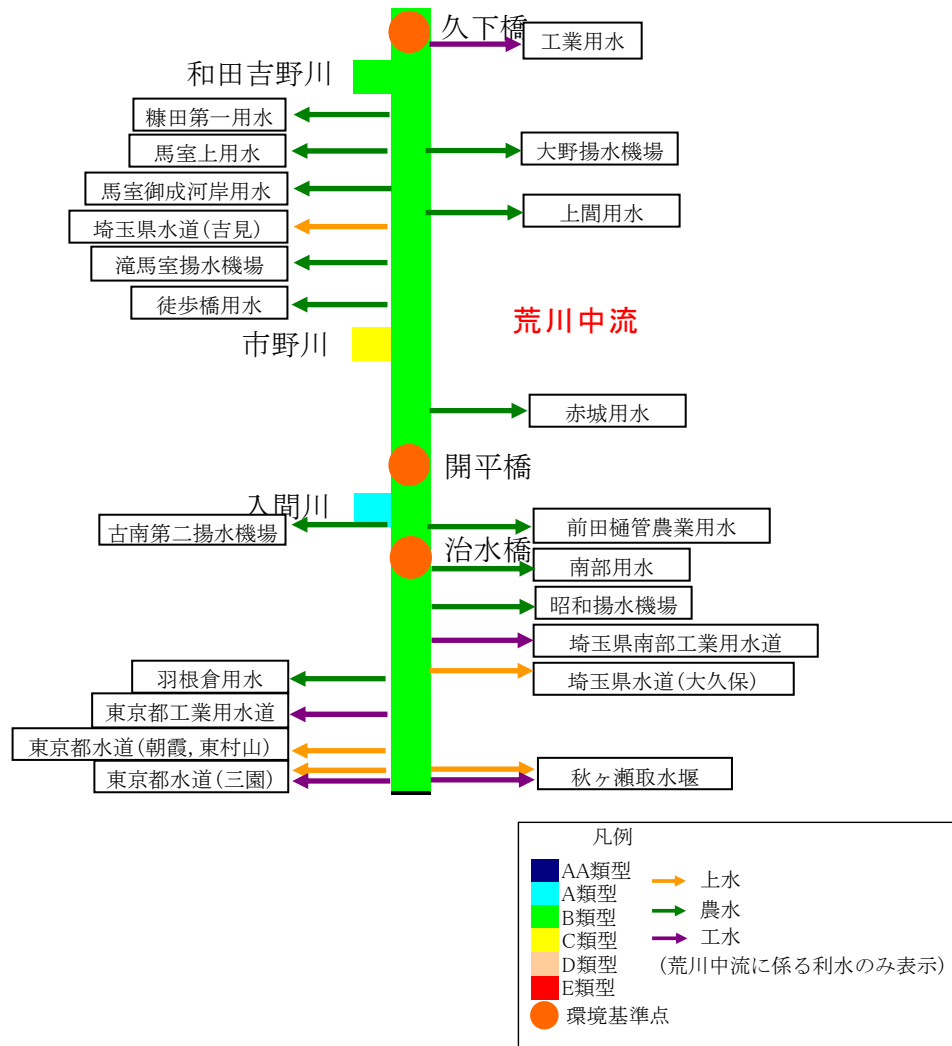 久下橋
工業用水
和田吉野川
糠田第一用水
馬室上用水
大野揚水機場
馬室御成河岸用水
上閭用水
埼玉県水道(吉見)
滝馬室揚水機場
徒歩橋用水
荒川中流
市野川
赤城用水
開平橋
入間川
古南第二揚水機場
前田樋管農業用水
治水橋
南部用水
昭和揚水機場
埼玉県南部工業用水道
羽根倉用水
埼玉県水道(大久保)
東京都工業用水道
東京都水道(朝霞,東村山)
東京都水道(三園)
秋ヶ瀬取水堰
凡例
AA類型
A類型
B類型
C類型
D類型
E類型
環境基準点
上水
農水
工水
(荒川中流に係る利水のみ表示)